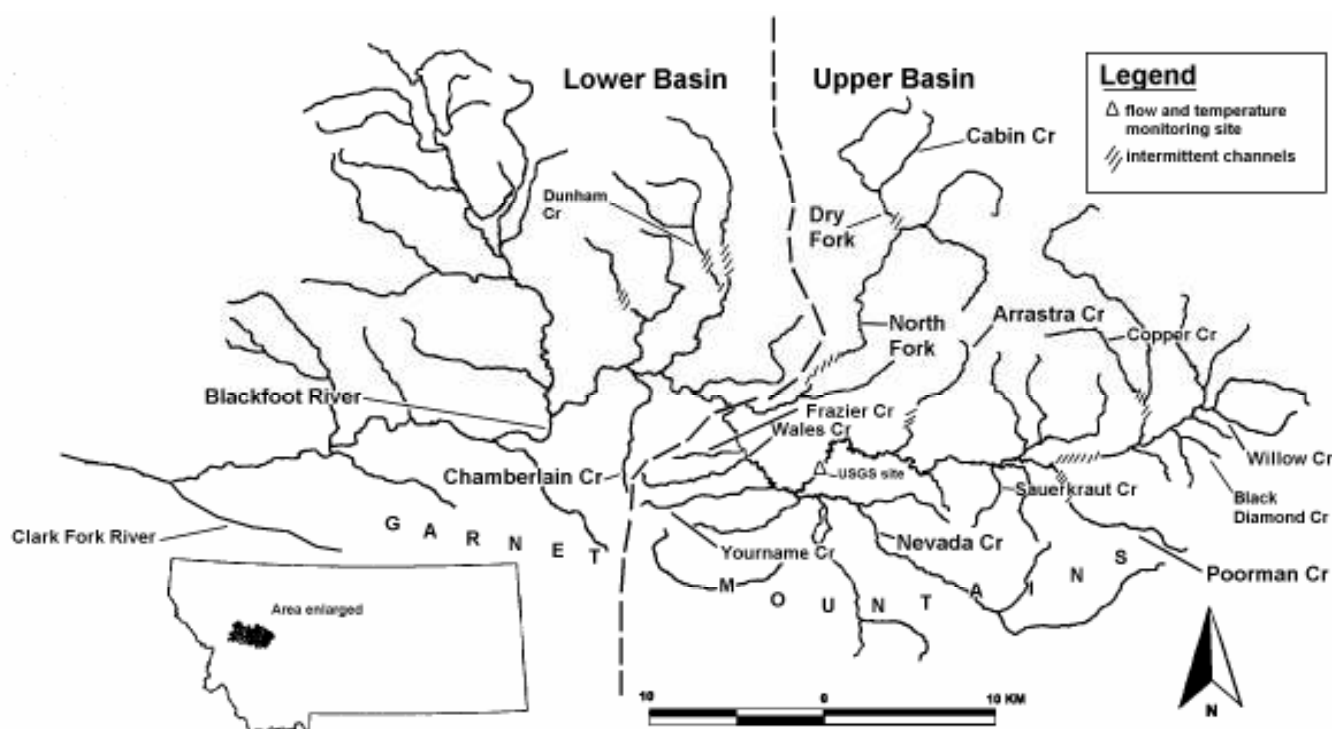 Lower Basin
Upper Basin
Legend
flow and temperature
monitoring site
intermittent channels
Cabin Cr
Dunham
Cr
Dry
Fork
North
Fork
Arrastra Cr
Copper Cr
Blackfoot River
Frazier Cr
Wales Cr
Chamberlain Cr
USGS site
Willow Cr
Sauerkraut Cr
Black
Diamond Cr
Clark Fork River
GARNET
Yourname Cr
Nevada Cr
Poorman Cr
MOUNTAINS
Area enlarged
10 0 10 KM
N